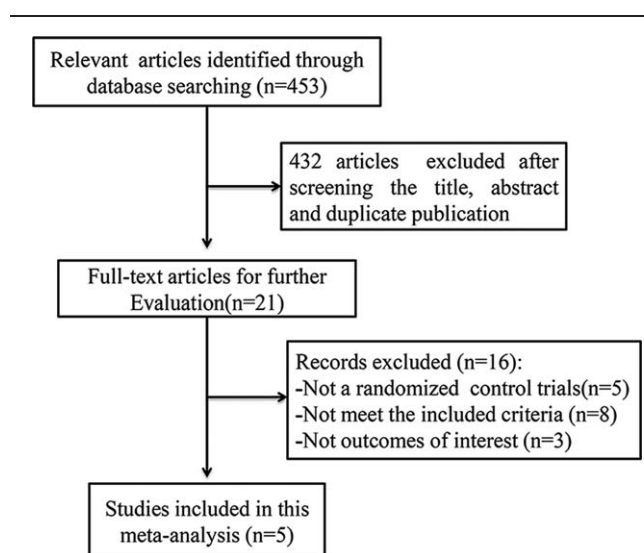 Relevant articles identified through
database searching (n=453)
432 articles excluded after
screening the title, abstract
and duplicate publication
Full-text articles for further
Evaluation(n=21)
Records excluded (n=16):
-Not a randomized control trials(n=5)
-Not meet the included criteria (n=8)
-Not outcomes of interest (n=3)
Studies included in this
meta-analysis (n=5)